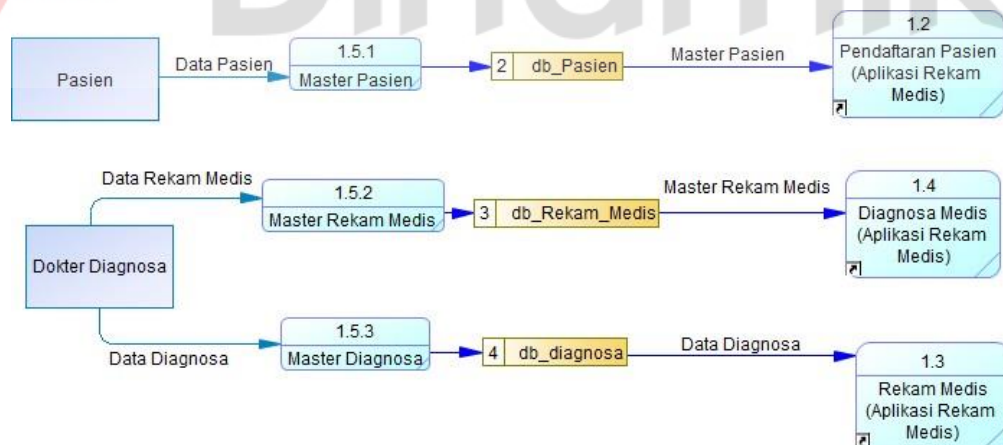 Dinamik
1.5.1
1.2
Pasien
Data Pasien
Master Pasien
2 db_Pasien
Master Pasien
Pendaftaran Pasien
(Aplikasi Rekam
Medis)
Data Rekam Medis
1.5.2
Master Rekam Medis
3 db_Rekam_Medis
Master Rekam Medis
1.4
Diagnosa Medis
(Aplikasi Rekam
Medis)
Dokter Diagnosa
Data Diagnosa
1.5.3
Master Diagnosa
4 db_diagnosa
Data Diagnosa
1.3
Rekam Medis
(Aplikasi Rekam
Medis)